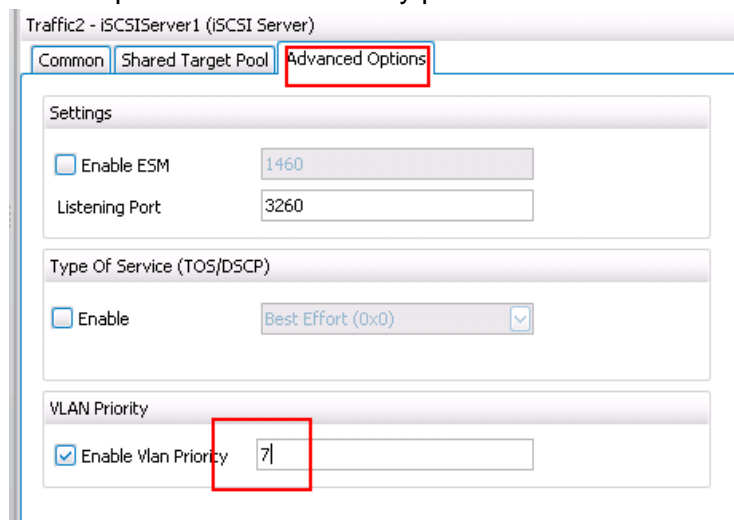 Traffic2 - iSCSIServer1 (iSCSI Server)
Common Shared Target Pool Advanced Options
Settings
Enable ESM 1460
Listening Port 3260
Type Of Service (TOS/DSCP)
Enable Best Effort (0x0)
VLAN Priority
Enable Vlan Priority 7